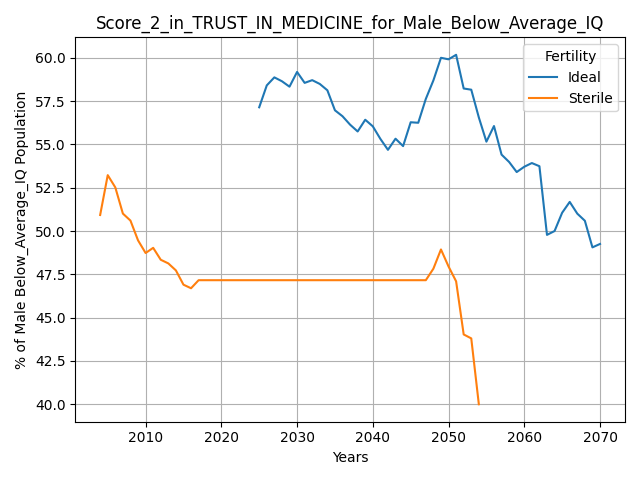 Score_2_in_TRUST_IN_MEDICINE_for_Male_Below_Average_IQ
% of Male Below_Average_IQ Population
60.0
57.5
55.0
52.5
50.0
47.5
45.0
42.5
40.0
Fertility
Ideal
Sterile
2010 2020 2030 2040 2050 2060 2070
Years